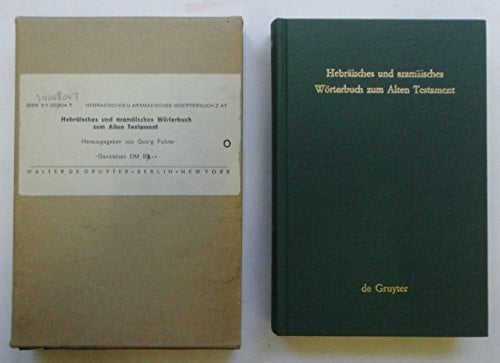 ISBN 3 11 001804 7
HEBRAEISCHES U ARAMAEISCHES WOERTERBUCH Z AT
Hebräisches und aramäisches Wörterbuch
zum Alten Testament
Herausgegeben von Georg Fohrer
Ganzleinen DM
WALTER DE GRUYTER · BERLIN · NEW YORK
Hebräisches und aramäisches
Wörterbuch zum Alten Testament
de Gruyter